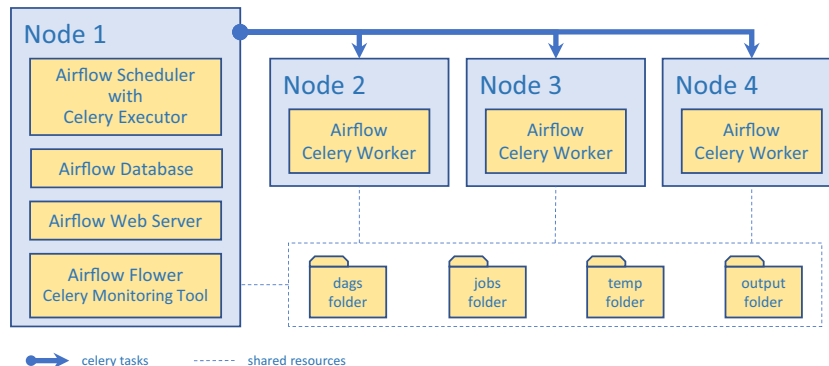 Node 1
Airflow Scheduler
with
Celery Executor
Airflow Database
Airflow Web Server
Airflow Flower
Celery Monitoring Tool
Node 2
Airflow
Celery Worker
Node 3
Airflow
Celery Worker
Node 4
Airflow
Celery Worker
dags
folder
jobs
folder
temp
folder
output
folder
celery tasks
shared resources